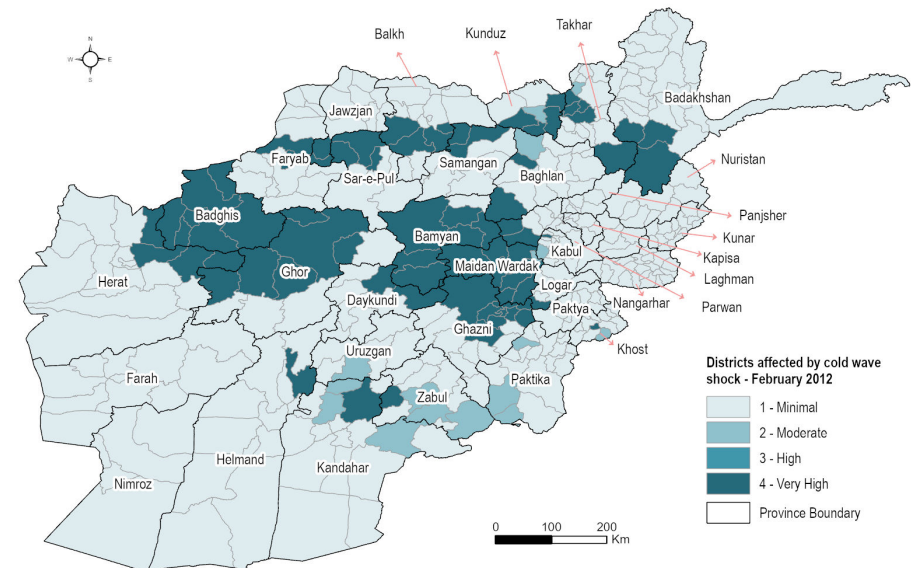 Balkh
Kunduz
Takhar
N
W
E
S
Jawzjan
Badakhshan
Faryab
Samangan
Nuristan
Sar-e-Pul
Baghlan
Badghis
Panjsher
Bamyan
Kunar
Kabul
Kapisa
Herat
Ghor
Maidan Wardak
Laghman
Logar
Daykundi
Nangarhar
Parwan
Paktya
Ghazni
Uruzgan
Khost
Farah
Paktika
Zabul
Helmand
Kandahar
Nimroz
Districts affected by cold wave
shock - February 2012
1 - Minimal
2 - Moderate
3 - High
4 - Very High
Province Boundary
0 100 200
Km